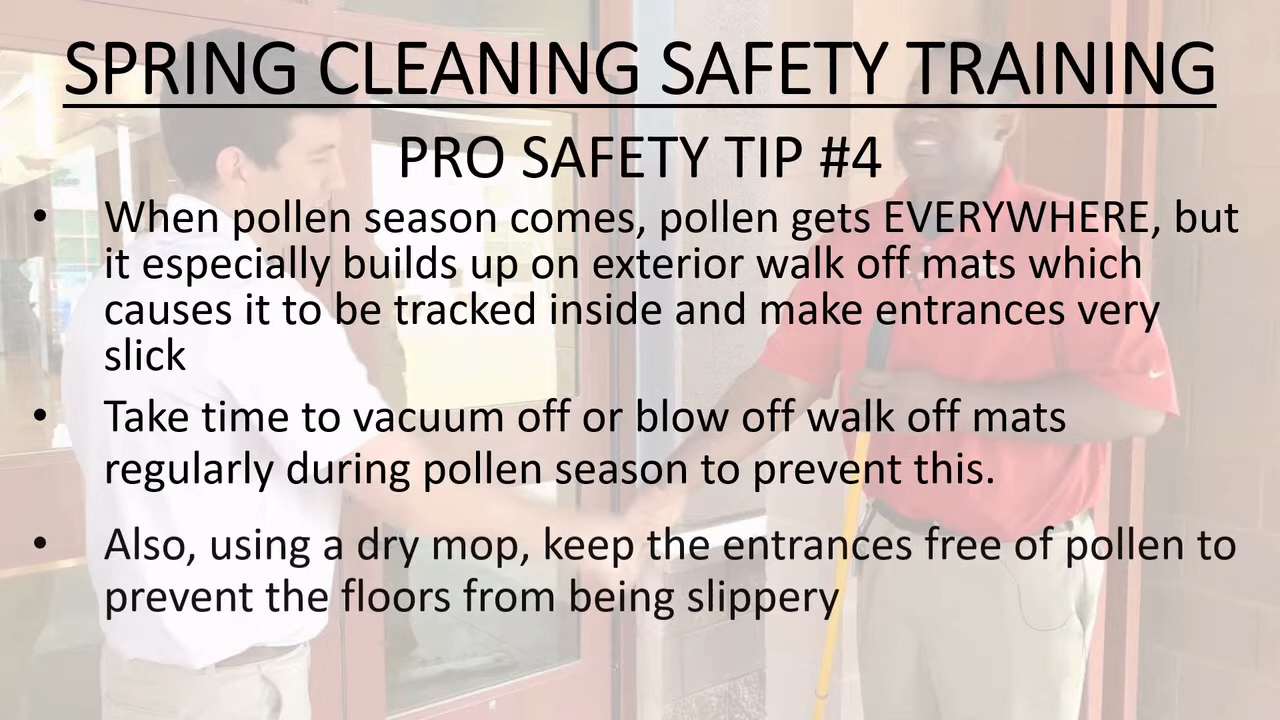 SPRING CLEANING SAFETY TRAINING
PRO SAFETY TIP #4
• When pollen season comes, pollen gets EVERYWHERE, but
it especially builds up on exterior walk off mats which
causes it to be tracked inside and make entrances very
slick
• Take time to vacuum off or blow off walk off mats
regularly during pollen season to prevent this.
• Also, using a dry mop, keep the entrances free of pollen to
prevent the floors from being slippery